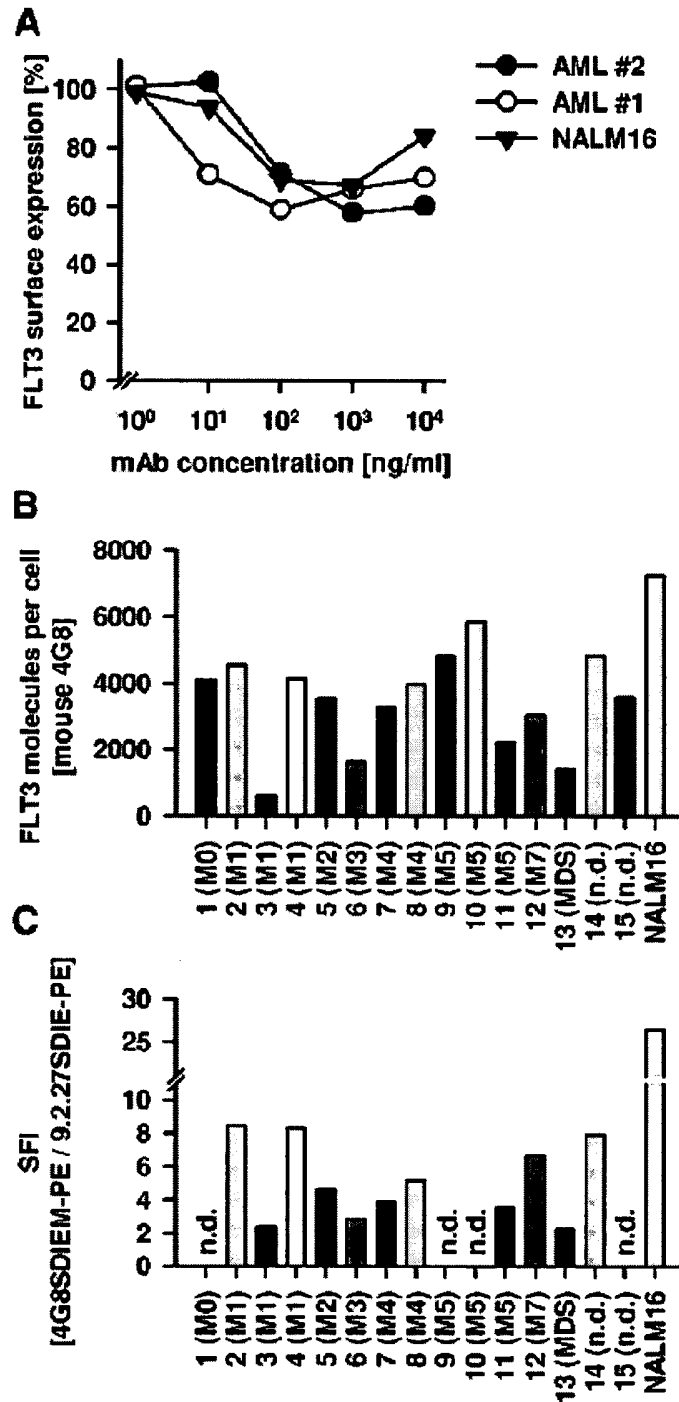 A
FLT3 surface expression [%]
100
80
60
40
20
0
10⁰ 10¹ 10² 10³ 10⁴
mAb concentration [ng/ml]
AML #2
AML #1
NALM16
B
FLT3 molecules per cell
[mouse 4G8]
8000
6000
4000
2000
0
1 (M0)
2 (M1)
3 (M1)
4 (M1)
5 (M2)
6 (M3)
7 (M4)
8 (M4)
9 (M5)
10 (M5)
11 (M5)
12 (M7)
13 (MDS)
14 (n.d.)
15 (n.d.)
NALM16
C
SFI
[4G8SDIEM-PE / 9.2.27SDIE-PE]
30
25
10
8
6
4
2
0
n.d.
n.d.
n.d.
n.d.
1 (M0)
2 (M1)
3 (M1)
4 (M1)
5 (M2)
6 (M3)
7 (M4)
8 (M4)
9 (M5)
10 (M5)
11 (M5)
12 (M7)
13 (MDS)
14 (n.d.)
15 (n.d.)
NALM16